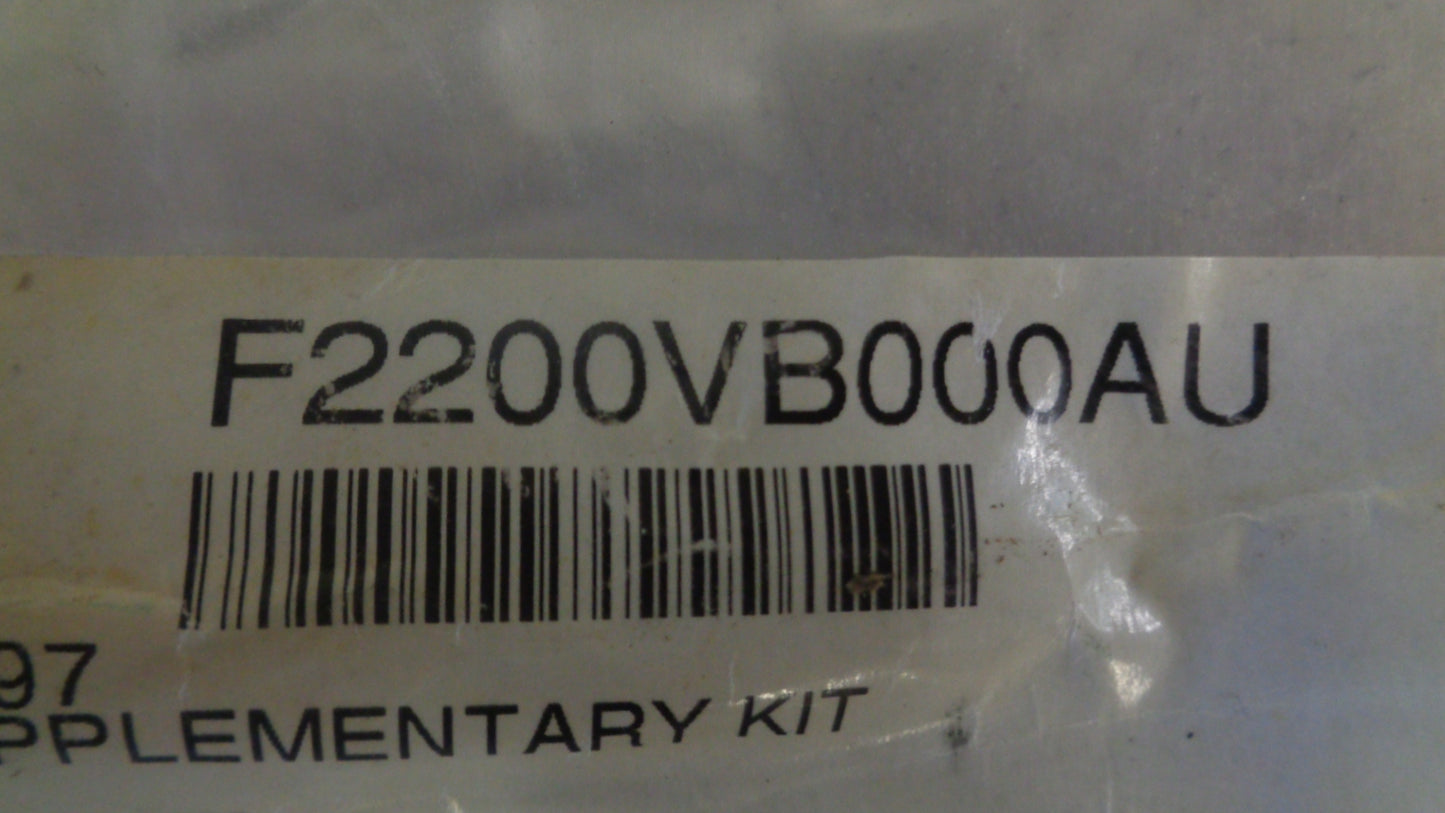 F2200VB000AU
97
PPLEMENTARY KIT